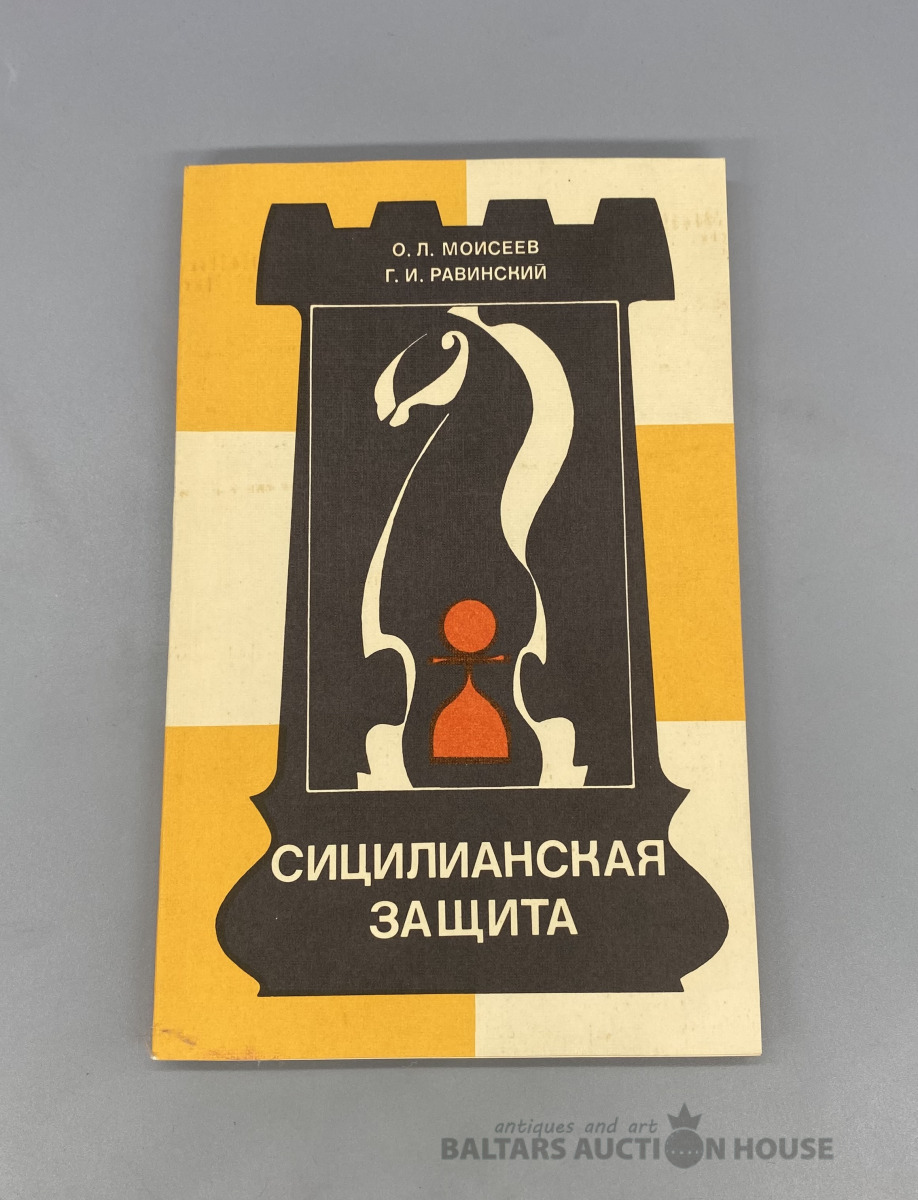 О. Л. МОИСЕЕВ
Г. И. РАВИНСКИЙ
СИЦИЛИАНСКАЯ
ЗАЩИТА
antiques and art
BALTARS AUCTION HOUSE